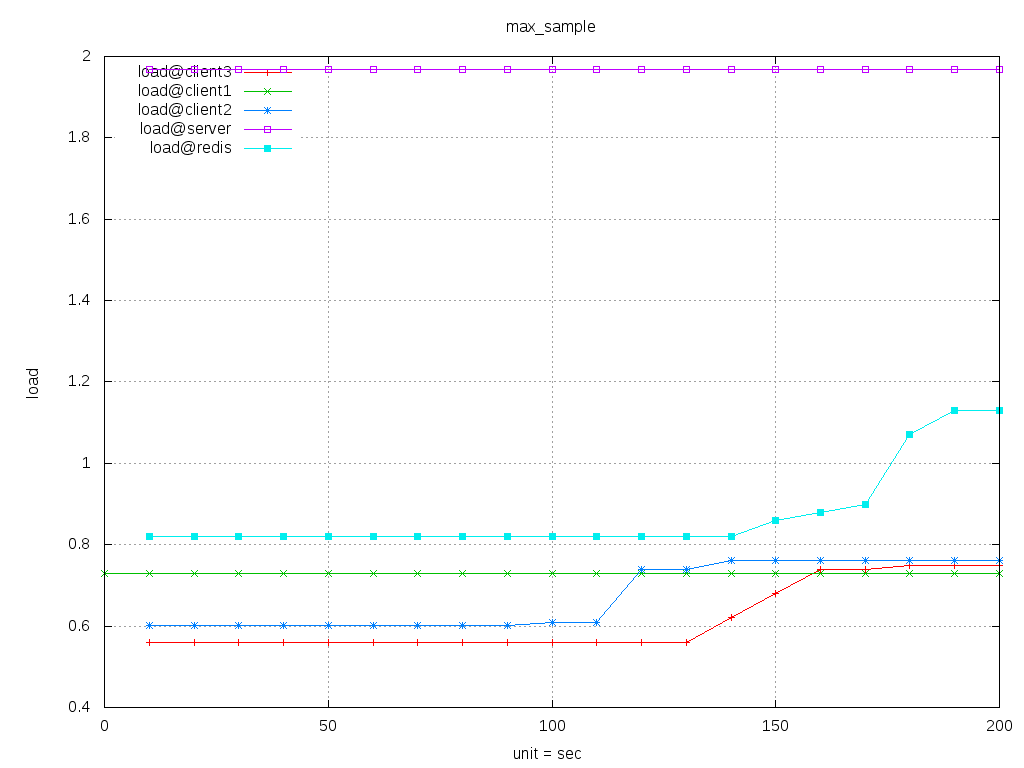 max_sample
load@client3
load@client1
load@client2
load@server
load@redis
2
1.8
1.6
1.4
1.2
1
0.8
0.6
0.4
load
0 50 100 150 200
unit = sec